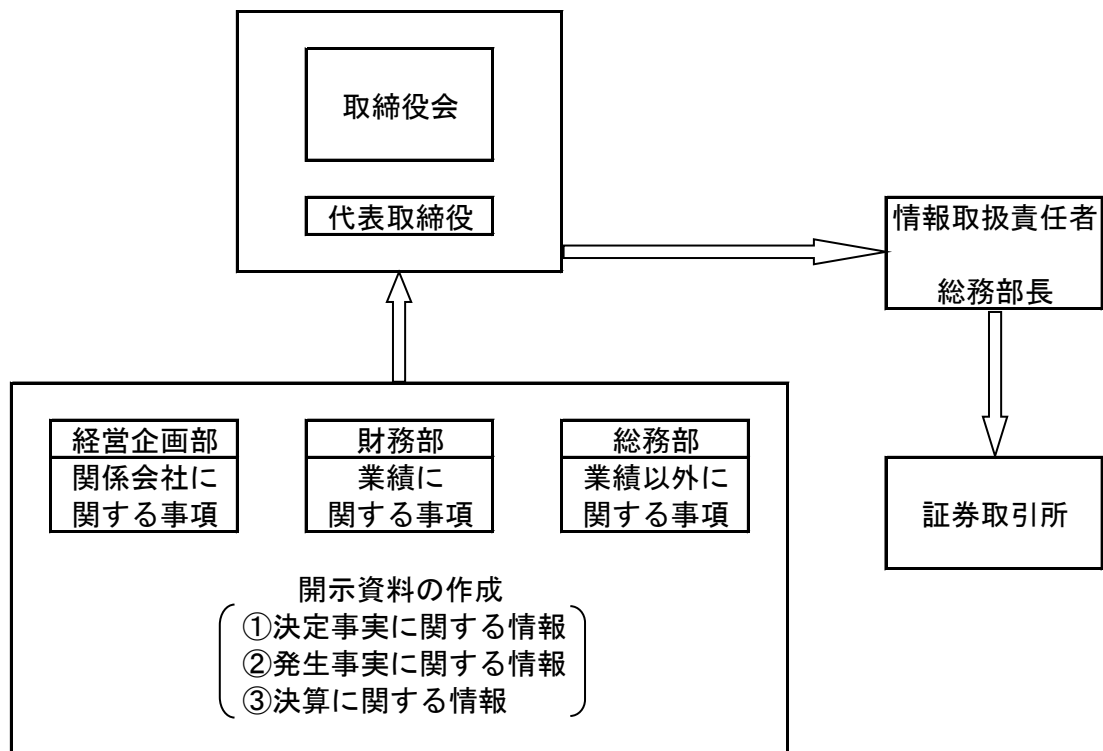 取締役会
代表取締役
情報取扱責任者
総務部長
経営企画部
関係会社に
関する事項
財務部
業績に
関する事項
総務部
業績以外に
関する事項
証券取引所
開示資料の作成
①決定事実に関する情報
②発生事実に関する情報
③決算に関する情報